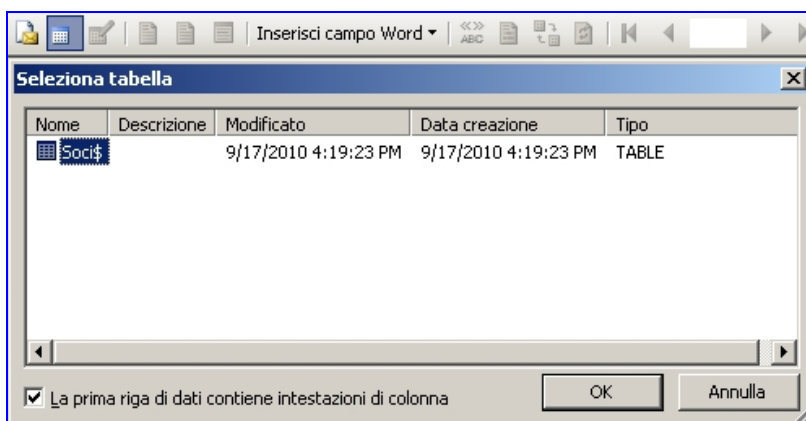 Inserisci campo Word
«» ABC
Seleziona tabella
Nome Descrizione Modificato Data creazione Tipo
Soci$ 9/17/2010 4:19:23 PM 9/17/2010 4:19:23 PM TABLE
La prima riga di dati contiene intestazioni di colonna OK Annulla